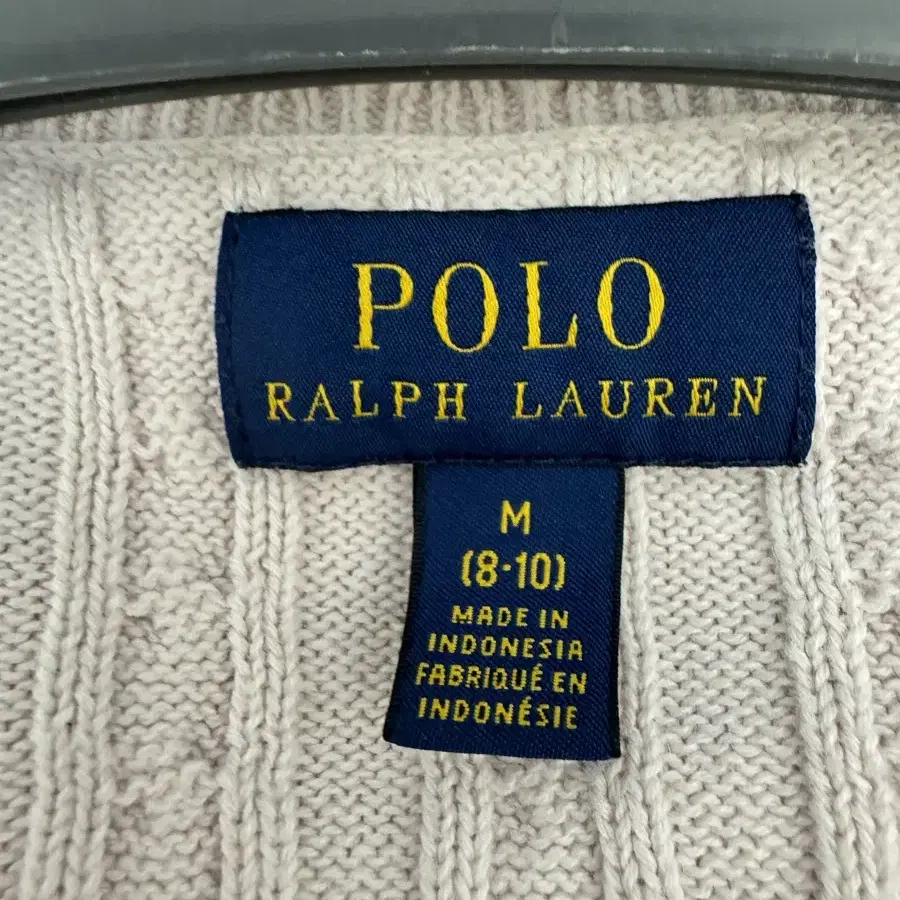 POLO
RALPH LAUREN
M
(8-10)
MADE IN
INDONESIA
FABRIQUÉ EN
INDONÉSIE